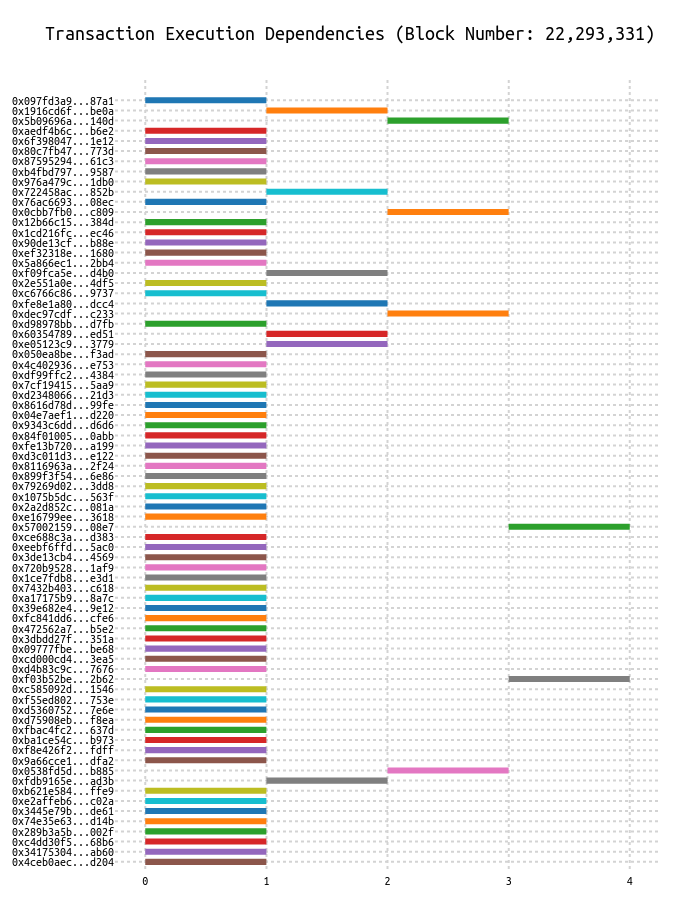 Transaction Execution Dependencies (Block Number: 22,293,331)
0x097fd3a9...87a1
0x1916cd6f...be0a
0x5b09696a...140d
0xaedf4b6c...b6e2
0x6f398047...1e12
0x80c7fb47...773d
0x87595294...61c3
0xb4fbd797...9587
0x976a479c...1db0
0x722458ac...852b
0x76ac6693...08ec
0x0cbb7fb0...c809
0x12b66c15...384d
0x1cd216fc...ec46
0x90de13cf...b88e
0xef32318e...1680
0x5a866ec1...2bb4
0xf09fca5e...d4b0
0x2e551a0e...4df5
0xc6766c86...9737
0xfe8e1a80...dcc4
0xdec97cdf...c233
0xd98978bb...d7fb
0x60354789...ed51
0xe05123c9...3779
0x050ea8be...f3ad
0x4c402936...e753
0xdf99ffc2...4384
0x7cf19415...5aa9
0xd2348066...21d3
0x8616d78d...99fe
0x04e7aef1...d220
0x9343c6dd...d6d6
0x84f01005...0abb
0xfe13b720...a199
0xd3c011d3...e122
0x8116963a...2f24
0x899f3f54...6e86
0x79269d02...3dd8
0x1075b5dc...563f
0x2a2d852c...081a
0xe16799ee...3618
0x57002159...08e7
0xce688c3a...d383
0xeebf6ffd...5ac0
0x3de13cb4...4569
0x720b9528...1af9
0x1ce7fdb8...e3d1
0x7432b403...c618
0xa17175b9...8a7c
0x39e682e4...9e12
0xfc841dd6...cfe6
0x472562a7...b5e2
0x3dbdd27f...351a
0x09777fbe...be68
0xcd000cd4...3ea5
0xd4b83c9c...7676
0xf03b52be...2b62
0xc585092d...1546
0xf55ed802...753e
0xd5360752...7e6e
0xd75908eb...f8ea
0xfbac4fc2...637d
0xba1ce54c...b973
0xf8e426f2...fdff
0x9a66cce1...dfa2
0x0538fd5d...b885
0xfdb9165e...ad3b
0xb621e584...ffe9
0xe2affeb6...c02a
0x3445e79b...de61
0x74e35e63...d14b
0x289b3a5b...002f
0xc4dd30f5...68b6
0x34175304...ab60
0x4ceb0aec...d204
0 1 2 3 4